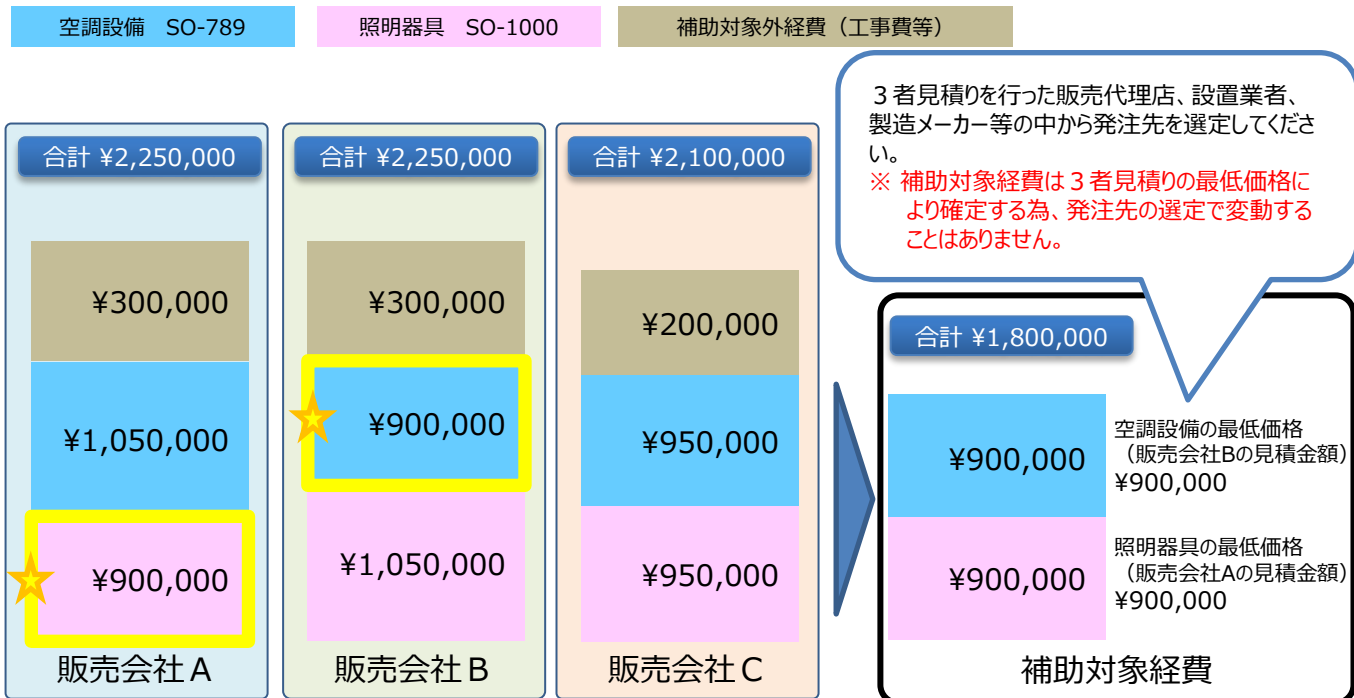 空調設備　SO-789
照明器具　SO-1000
補助対象外経費（工事費等）
３者見積りを行った販売代理店、設置業者、
製造メーカー等の中から発注先を選定してくださ
い。
※ 補助対象経費は３者見積りの最低価格に
より確定する為、発注先の選定で変動する
ことはありません。
合計 ¥2,250,000
¥300,000
¥1,050,000
¥900,000
販売会社Ａ
合計 ¥2,250,000
¥300,000
¥900,000
¥1,050,000
販売会社Ｂ
合計 ¥2,100,000
¥200,000
¥950,000
¥950,000
販売会社Ｃ
合計 ¥1,800,000
¥900,000
空調設備の最低価格
（販売会社Bの見積金額）
¥900,000
¥900,000
照明器具の最低価格
（販売会社Aの見積金額）
¥900,000
補助対象経費